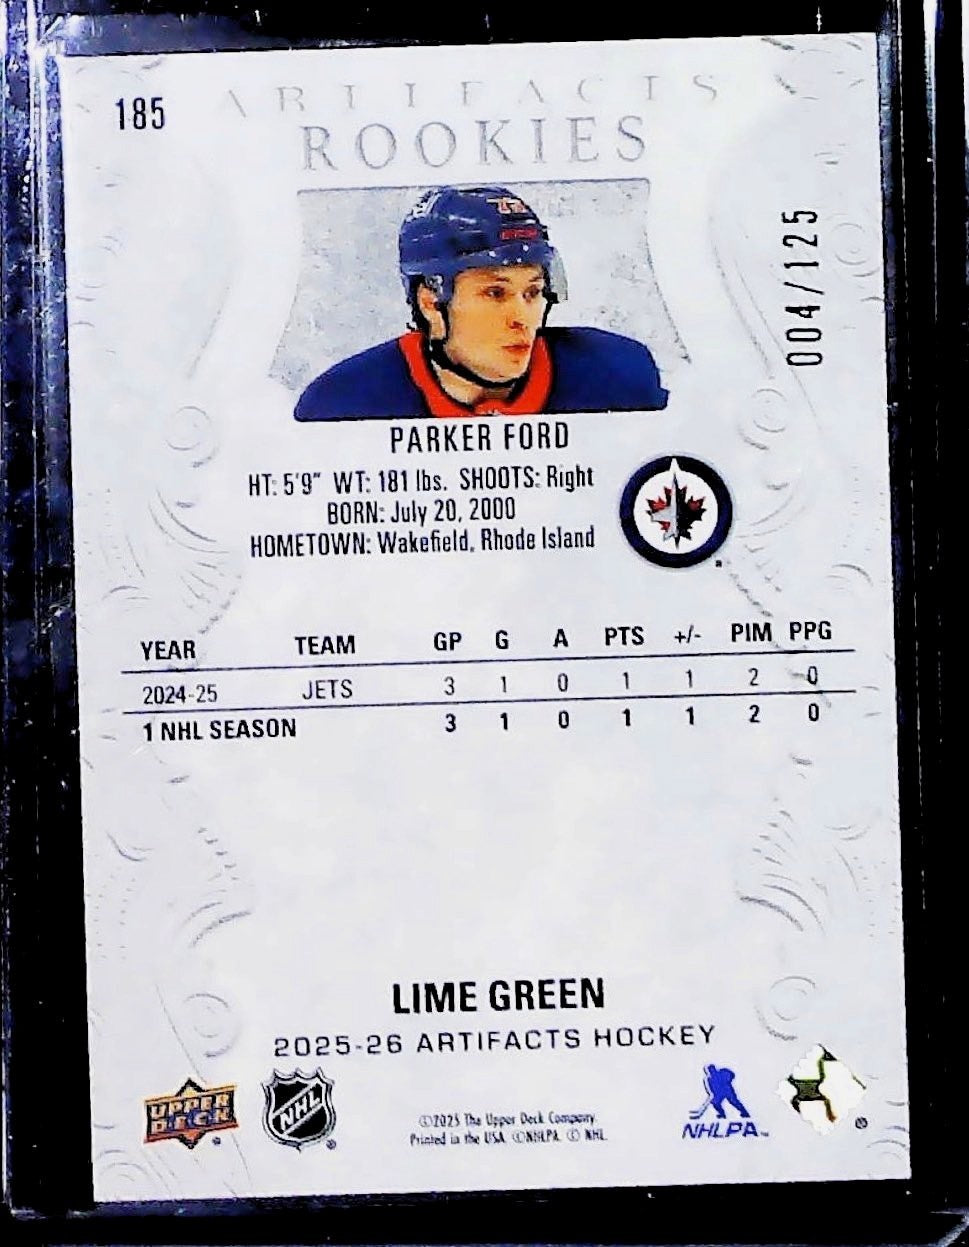 185
ARTIFACTS
ROOKIES
004/125
PARKER FORD
HT: 5'9" WT: 181 lbs. SHOOTS: Right
BORN: July 20, 2000
HOMETOWN: Wakefield, Rhode Island
YEAR TEAM GP G A PTS +/- PIM PPG
2024-25 JETS 3 1 0 1 1 2 0
1 NHL SEASON 3 1 0 1 1 2 0
LIME GREEN
2025-26 ARTIFACTS HOCKEY
UPPER DECK
NHL
©2025 The Upper Deck Company.
Printed in the USA. ©NHLPA. © NHL.
NHLPA™